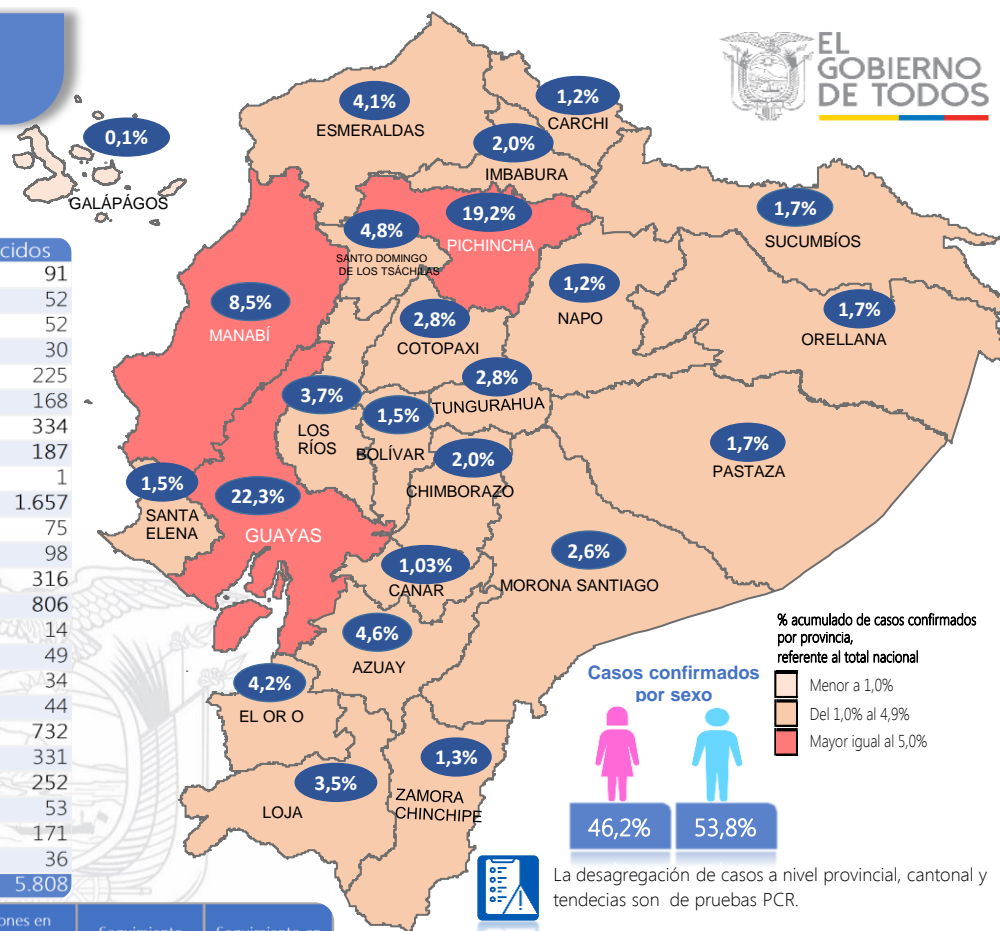 EL
GOBIERNO
DE TODOS
4,1%
ESMERALDAS
1,2%
CARCHI
0,1%
GALÁPÁGOS
2,0%
IMBABURA
19,2%
PICHINCHA
4,8%
SANTO DOMINGO
DE LOS TSÁCHILAS
1,7%
SUCUMBÍOS
8,5%
MANABÍ
1,2%
NAPO
1,7%
ORELLANA
2,8%
COTOPAXI
2,8%
TUNGURAHUA
3,7%
LOS
RÍOS
1,5%
BOLÍVAR
1,7%
PASTAZA
2,0%
CHIMBORAZO
1,5%
SANTA
ELENA
22,3%
GUAYAS
1,03%
CANAR
2,6%
MORONA SANTIAGO
4,6%
AZUAY
4,2%
EL OR O
3,5%
LOJA
1,3%
ZAMORA
CHINCHIPE
cidos
91
52
52
30
225
168
334
187
1
1.657
75
98
316
806
14
49
34
44
732
331
252
53
171
36
5.808
ones en
% acumulado de casos confirmados
por provincia,
referente al total nacional
Menor a 1,0%
Del 1,0% al 4,9%
Mayor igual al 5,0%
Casos confirmados
por sexo
46,2%
53,8%
La desagregación de casos a nivel provincial, cantonal y
tendecias son de pruebas PCR.